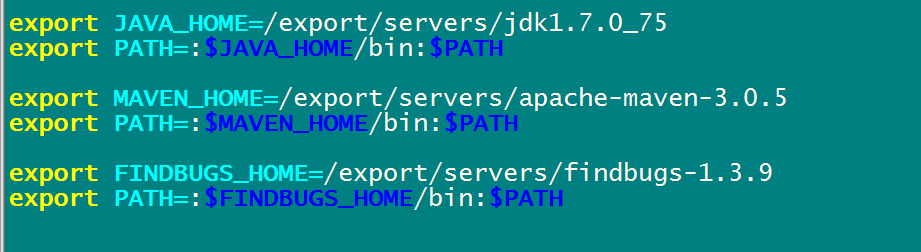 export JAVA_HOME=/export/servers/jdk1.7.0_75
export PATH=:$JAVA_HOME/bin:$PATH
export MAVEN_HOME=/export/servers/apache-maven-3.0.5
export PATH=:$MAVEN_HOME/bin:$PATH
export FINDBUGS_HOME=/export/servers/findbugs-1.3.9
export PATH=:$FINDBUGS_HOME/bin:$PATH